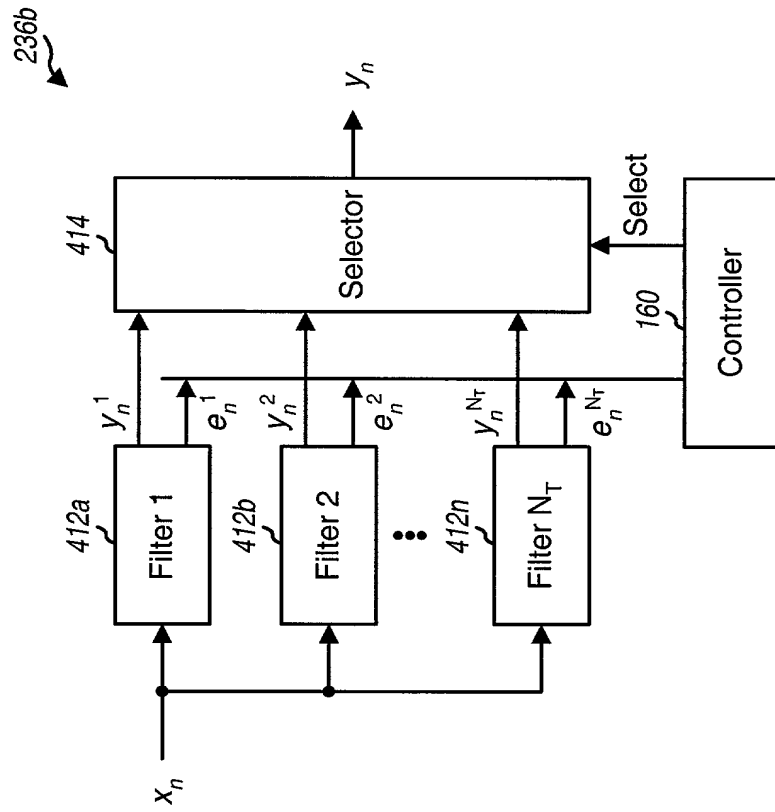 236b
x_n
412a
Filter 1
y_n^1
e_n^1
412b
Filter 2
y_n^2
e_n^2
412n
Filter N_T
y_n^{N_T}
e_n^{N_T}
414
Selector
y_n
Select
160
Controller